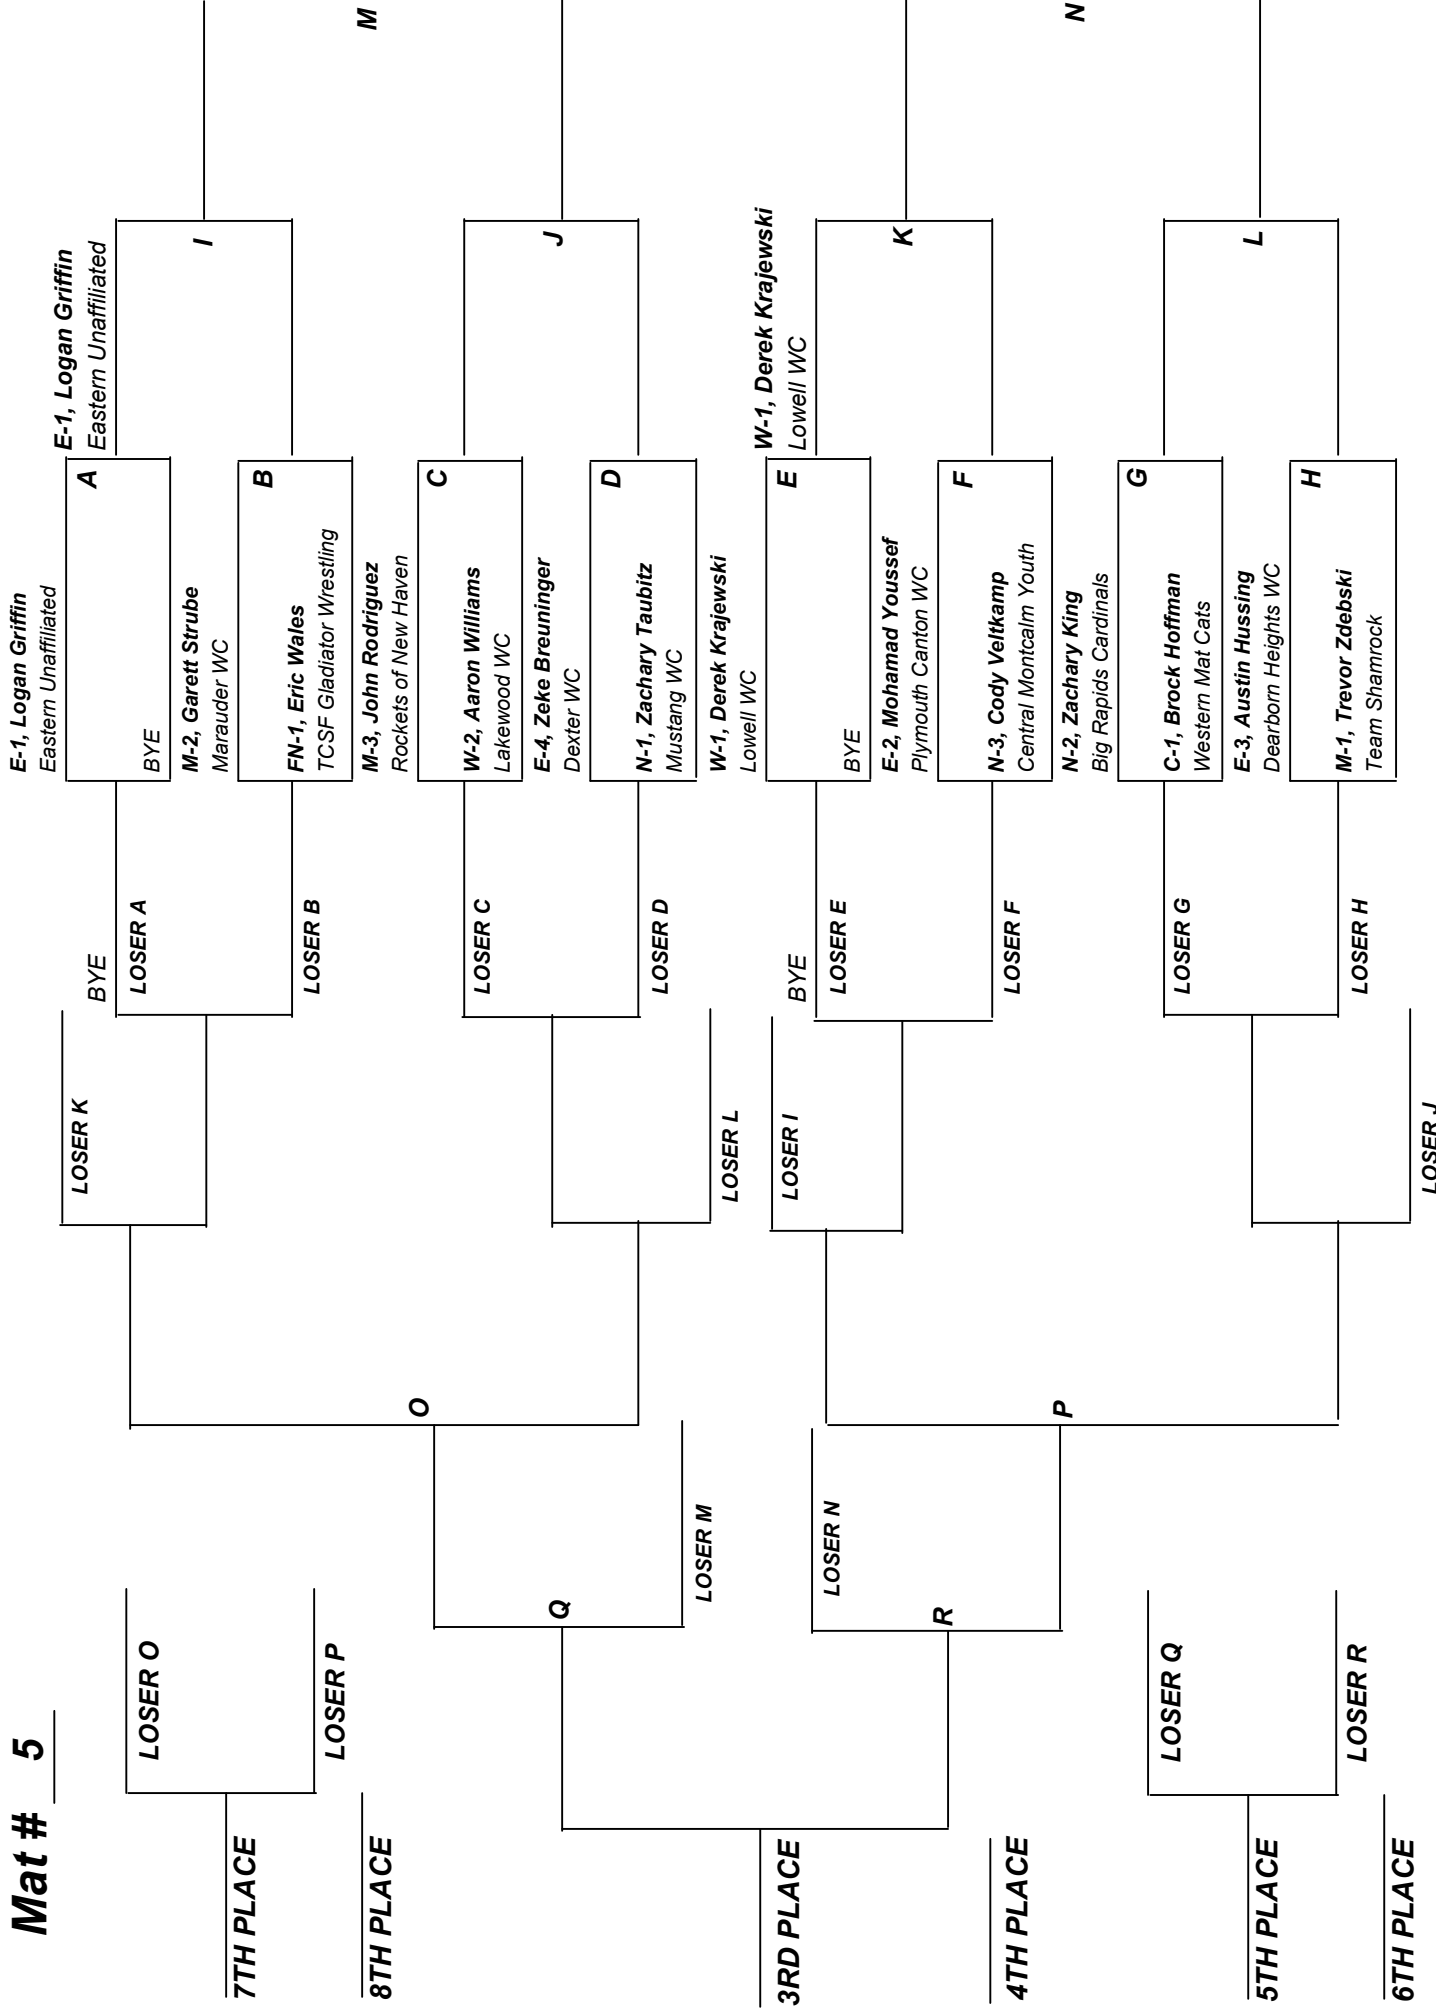 Mat # 5
E-1, Logan Griffin
Eastern Unaffiliated
A
BYE
M-2, Garett Strube
Marauder WC
B
FN-1, Eric Wales
TCSF Gladiator Wrestling
M-3, John Rodriguez
Rockets of New Haven
C
W-2, Aaron Williams
Lakewood WC
E-4, Zeke Breuninger
Dexter WC
D
N-1, Zachary Taubitz
Mustang WC
W-1, Derek Krajewski
Lowell WC
E
BYE
E-2, Mohamad Youssef
Plymouth Canton WC
F
N-3, Cody Veltkamp
Central Montcalm Youth
N-2, Zachary King
Big Rapids Cardinals
G
C-1, Brock Hoffman
Western Mat Cats
E-3, Austin Hussing
Dearborn Heights WC
H
M-1, Trevor Zdebski
Team Shamrock
E-1, Logan Griffin
Eastern Unaffiliated
I
J
W-1, Derek Krajewski
Lowell WC
K
L
M
N
BYE
LOSER A
LOSER B
LOSER C
LOSER D
BYE
LOSER E
LOSER F
LOSER G
LOSER H
LOSER K
LOSER L
LOSER I
LOSER J
O
P
LOSER M
LOSER N
Q
R
LOSER O
LOSER P
LOSER Q
LOSER R
7TH PLACE
8TH PLACE
3RD PLACE
4TH PLACE
5TH PLACE
6TH PLACE